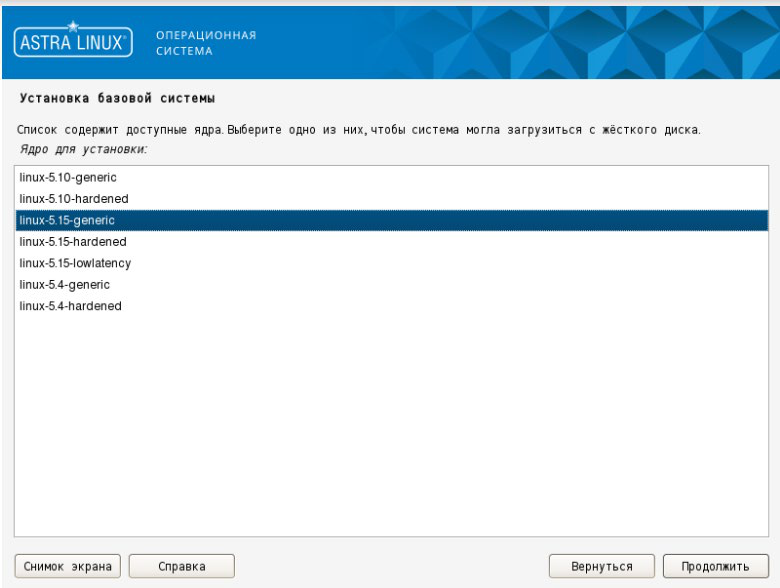 ASTRA LINUX®
ОПЕРАЦИОННАЯ
СИСТЕМА
Установка базовой системы
Список содержит доступные ядра. Выберите одно из них, чтобы система могла загрузиться с жёсткого диска.
Ядро для установки:
linux-5.10-generic
linux-5.10-hardened
linux-5.15-generic
linux-5.15-hardened
linux-5.15-lowlatency
linux-5.4-generic
linux-5.4-hardened
Снимок экрана Справка Вернуться Продолжить